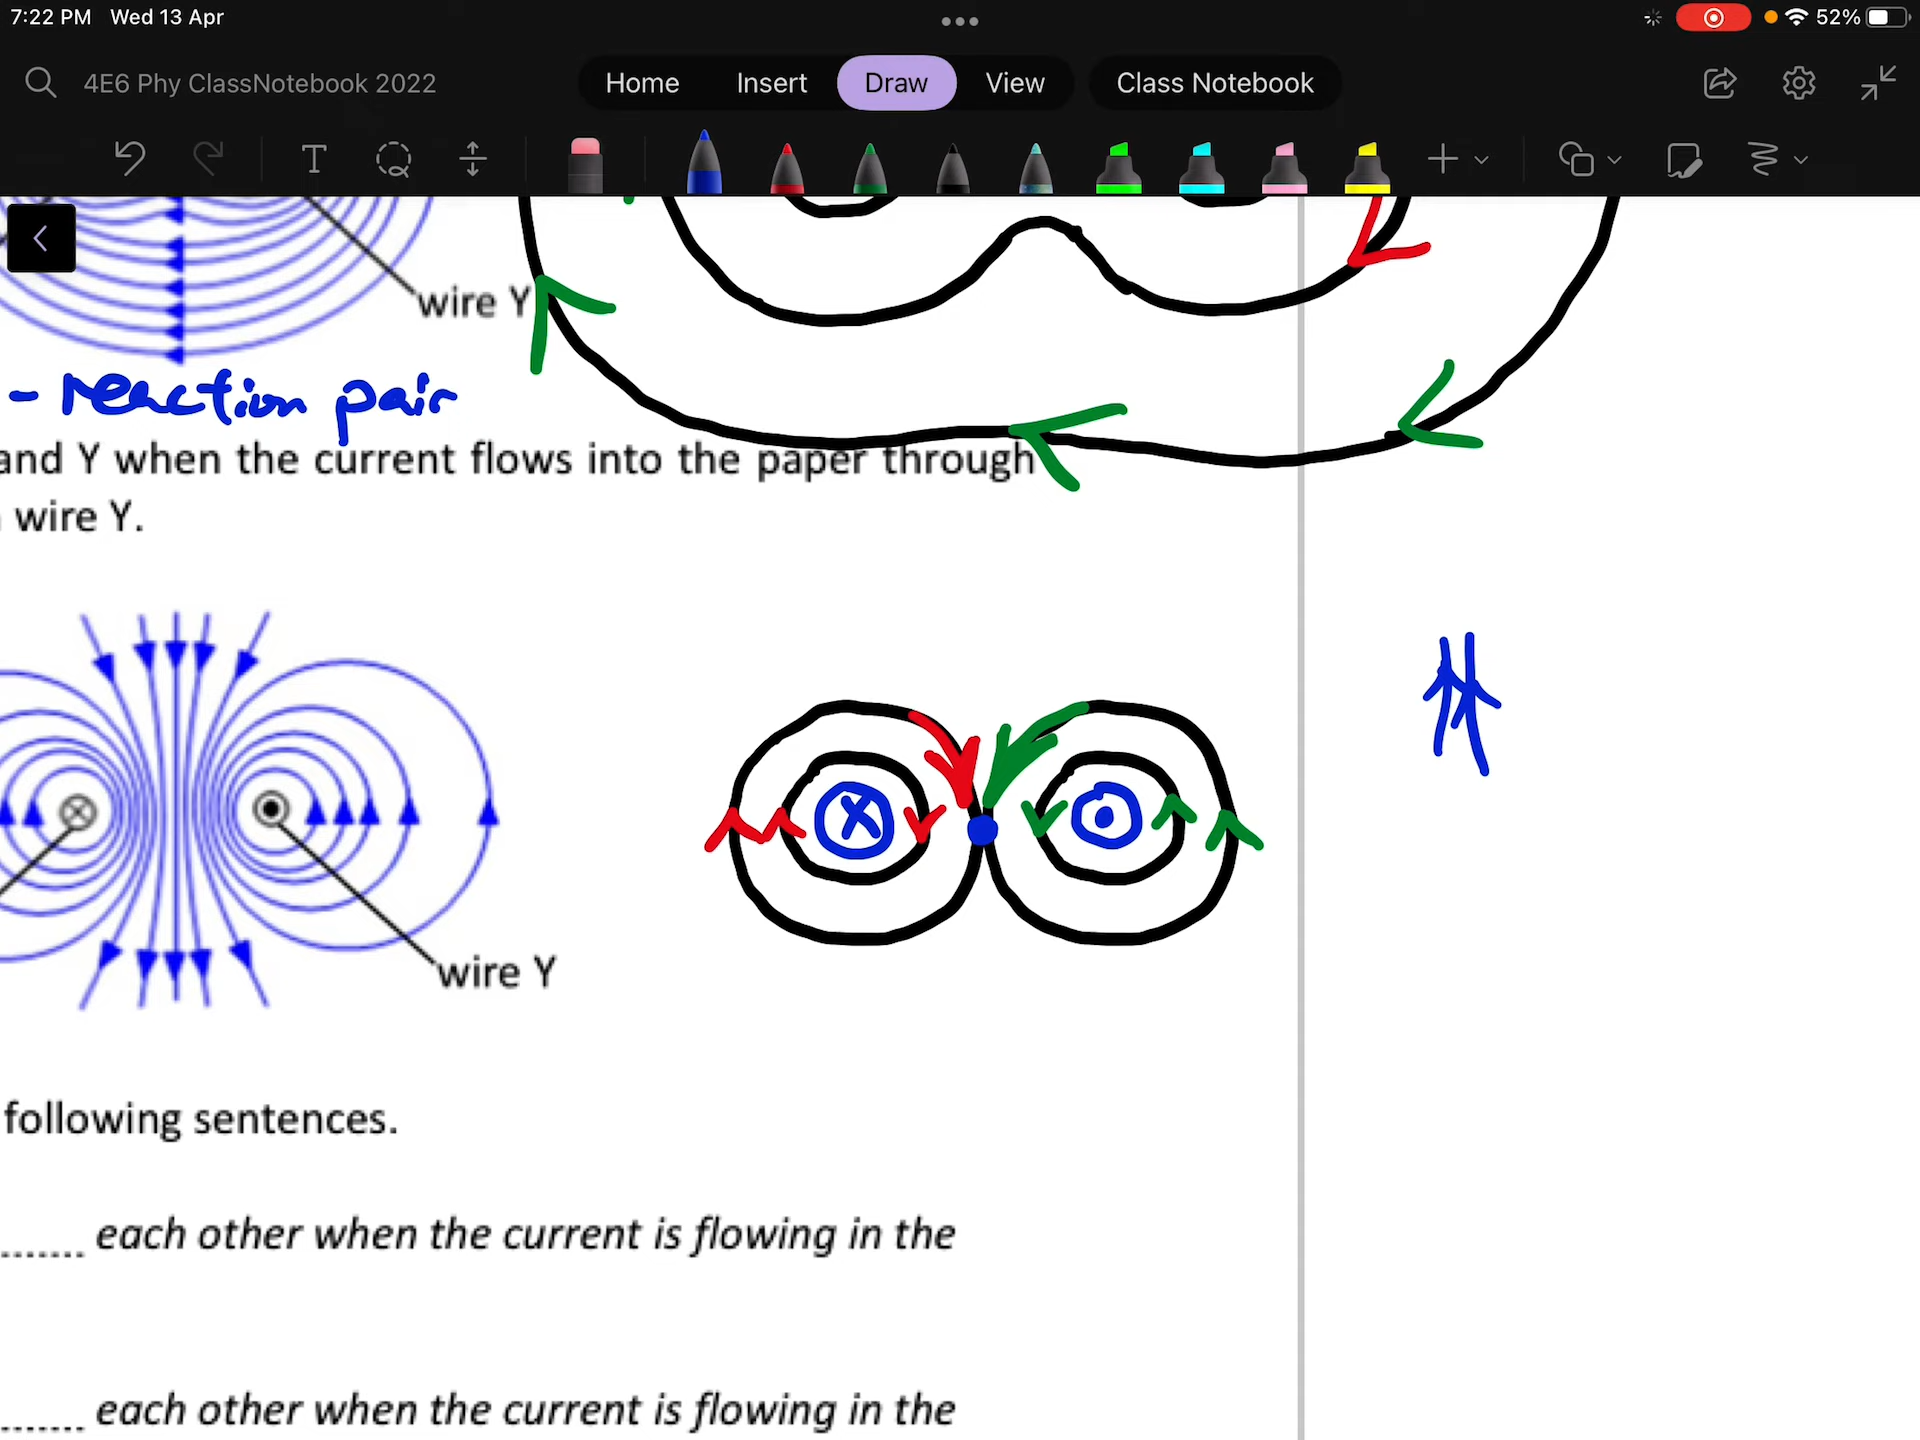 7:22 PM Wed 13 Apr
52%
4E6 Phy ClassNotebook 2022
Home Insert Draw View Class Notebook
T
wire Y
- reaction pair
and Y when the current flows into the paper through
wire Y.
wire Y
following sentences.
....... each other when the current is flowing in the
....... each other when the current is flowing in the